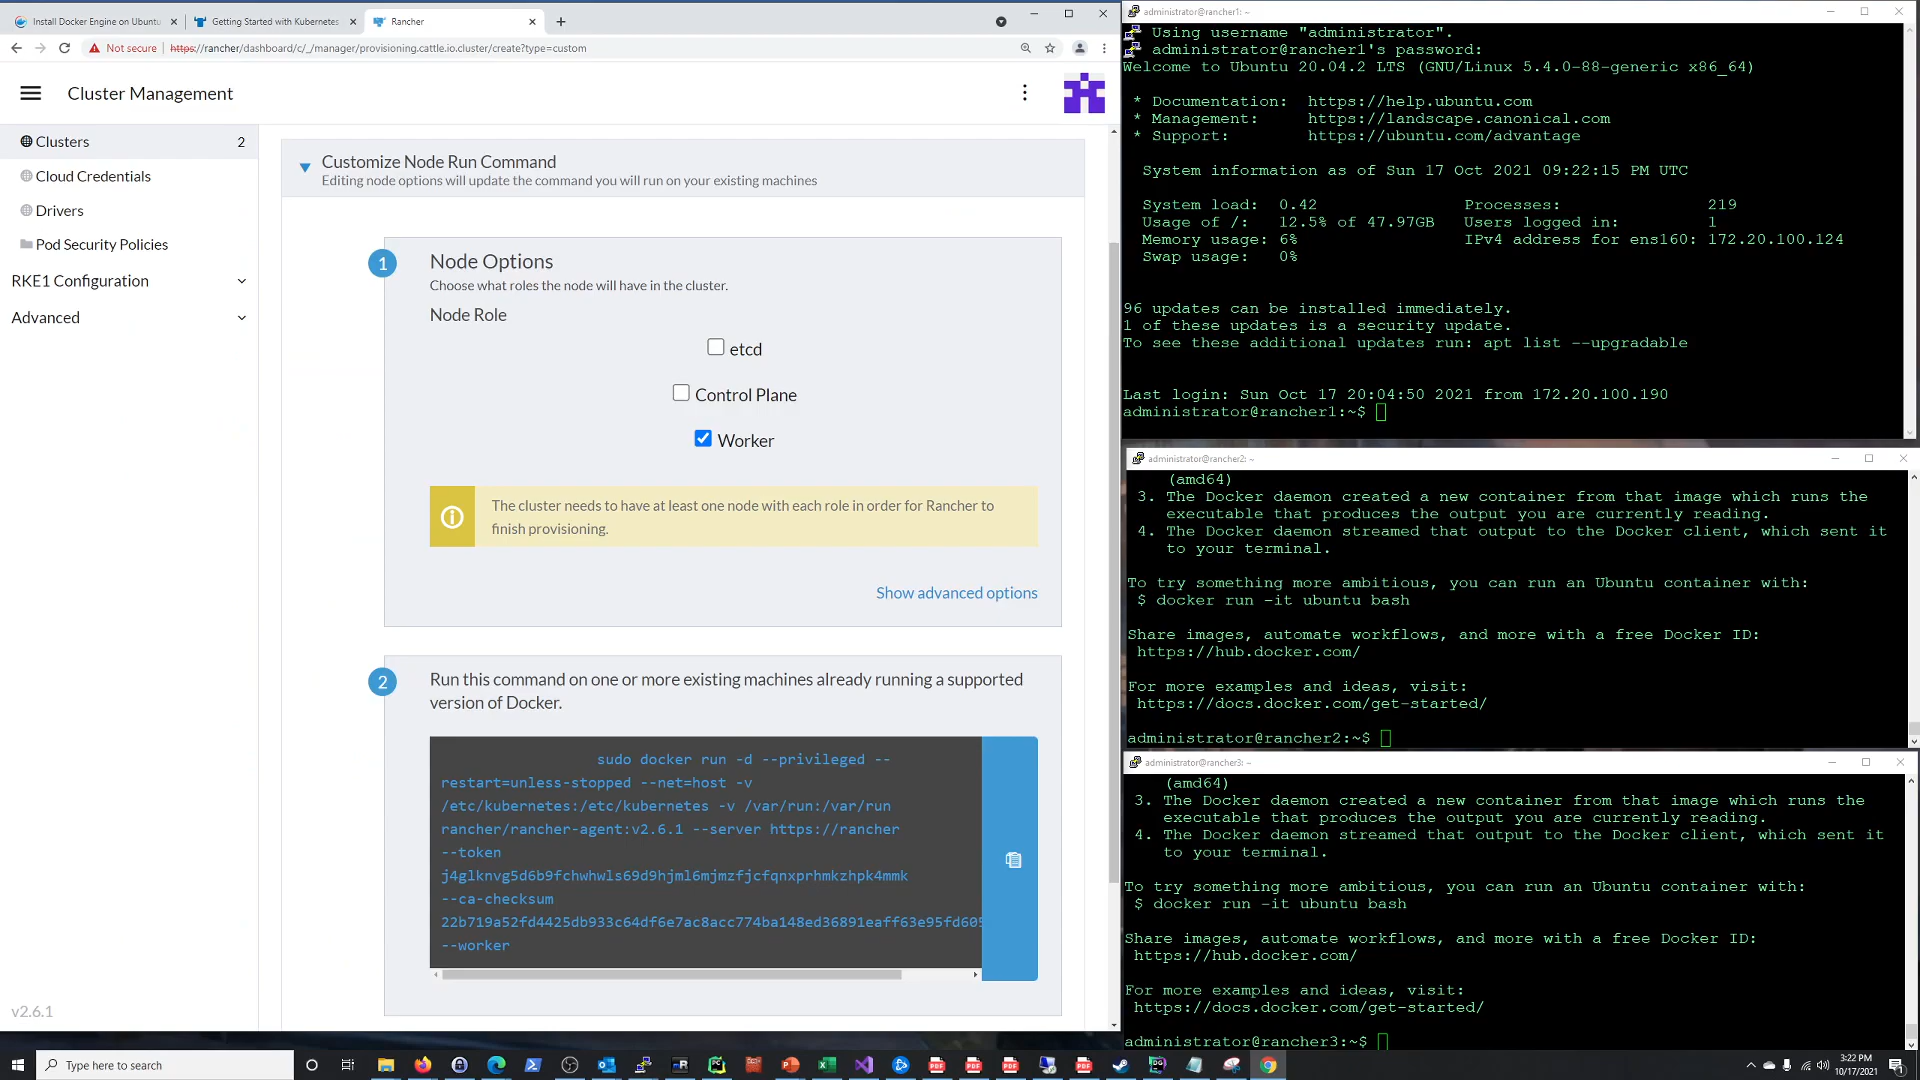 Install Docker Engine on Ubuntu
Getting Started with Kubernetes
Rancher
Not secure
https://rancher/dashboard/c/_/manager/provisioning.cattle.io.cluster/create?type=custom
Cluster Management
Clusters 2
Cloud Credentials
Drivers
Pod Security Policies
RKE1 Configuration
Advanced
v2.6.1
Customize Node Run Command
Editing node options will update the command you will run on your existing machines
1
Node Options
Choose what roles the node will have in the cluster.
Node Role
etcd
Control Plane
Worker
The cluster needs to have at least one node with each role in order for Rancher to
finish provisioning.
Show advanced options
2
Run this command on one or more existing machines already running a supported
version of Docker.
sudo docker run -d --privileged --
restart=unless-stopped --net=host -v
/etc/kubernetes:/etc/kubernetes -v /var/run:/var/run
rancher/rancher-agent:v2.6.1 --server https://rancher
--token
j4glknvg5d6b9fchwhwls69d9hjml6mjmzfjcfqnxprhmkzhpk4mmk
--ca-checksum
22b719a52fd4425db933c64df6e7ac8acc774ba148ed36891eaff63e95fd605
--worker
administrator@rancher1: ~
Using username "administrator".
administrator@rancher1's password:
Welcome to Ubuntu 20.04.2 LTS (GNU/Linux 5.4.0-88-generic x86_64)
* Documentation: https://help.ubuntu.com
* Management: https://landscape.canonical.com
* Support: https://ubuntu.com/advantage
System information as of Sun 17 Oct 2021 09:22:15 PM UTC
System load: 0.42 Processes: 219
Usage of /: 12.5% of 47.97GB Users logged in: 1
Memory usage: 6% IPv4 address for ens160: 172.20.100.124
Swap usage: 0%
96 updates can be installed immediately.
1 of these updates is a security update.
To see these additional updates run: apt list --upgradable
Last login: Sun Oct 17 20:04:50 2021 from 172.20.100.190
administrator@rancher1:~$
administrator@rancher2: ~
(amd64)
3. The Docker daemon created a new container from that image which runs the
executable that produces the output you are currently reading.
4. The Docker daemon streamed that output to the Docker client, which sent it
to your terminal.
To try something more ambitious, you can run an Ubuntu container with:
$ docker run -it ubuntu bash
Share images, automate workflows, and more with a free Docker ID:
https://hub.docker.com/
For more examples and ideas, visit:
https://docs.docker.com/get-started/
administrator@rancher2:~$
administrator@rancher3: ~
(amd64)
3. The Docker daemon created a new container from that image which runs the
executable that produces the output you are currently reading.
4. The Docker daemon streamed that output to the Docker client, which sent it
to your terminal.
To try something more ambitious, you can run an Ubuntu container with:
$ docker run -it ubuntu bash
Share images, automate workflows, and more with a free Docker ID:
https://hub.docker.com/
For more examples and ideas, visit:
https://docs.docker.com/get-started/
administrator@rancher3:~$
Type here to search
3:22 PM
10/17/2021